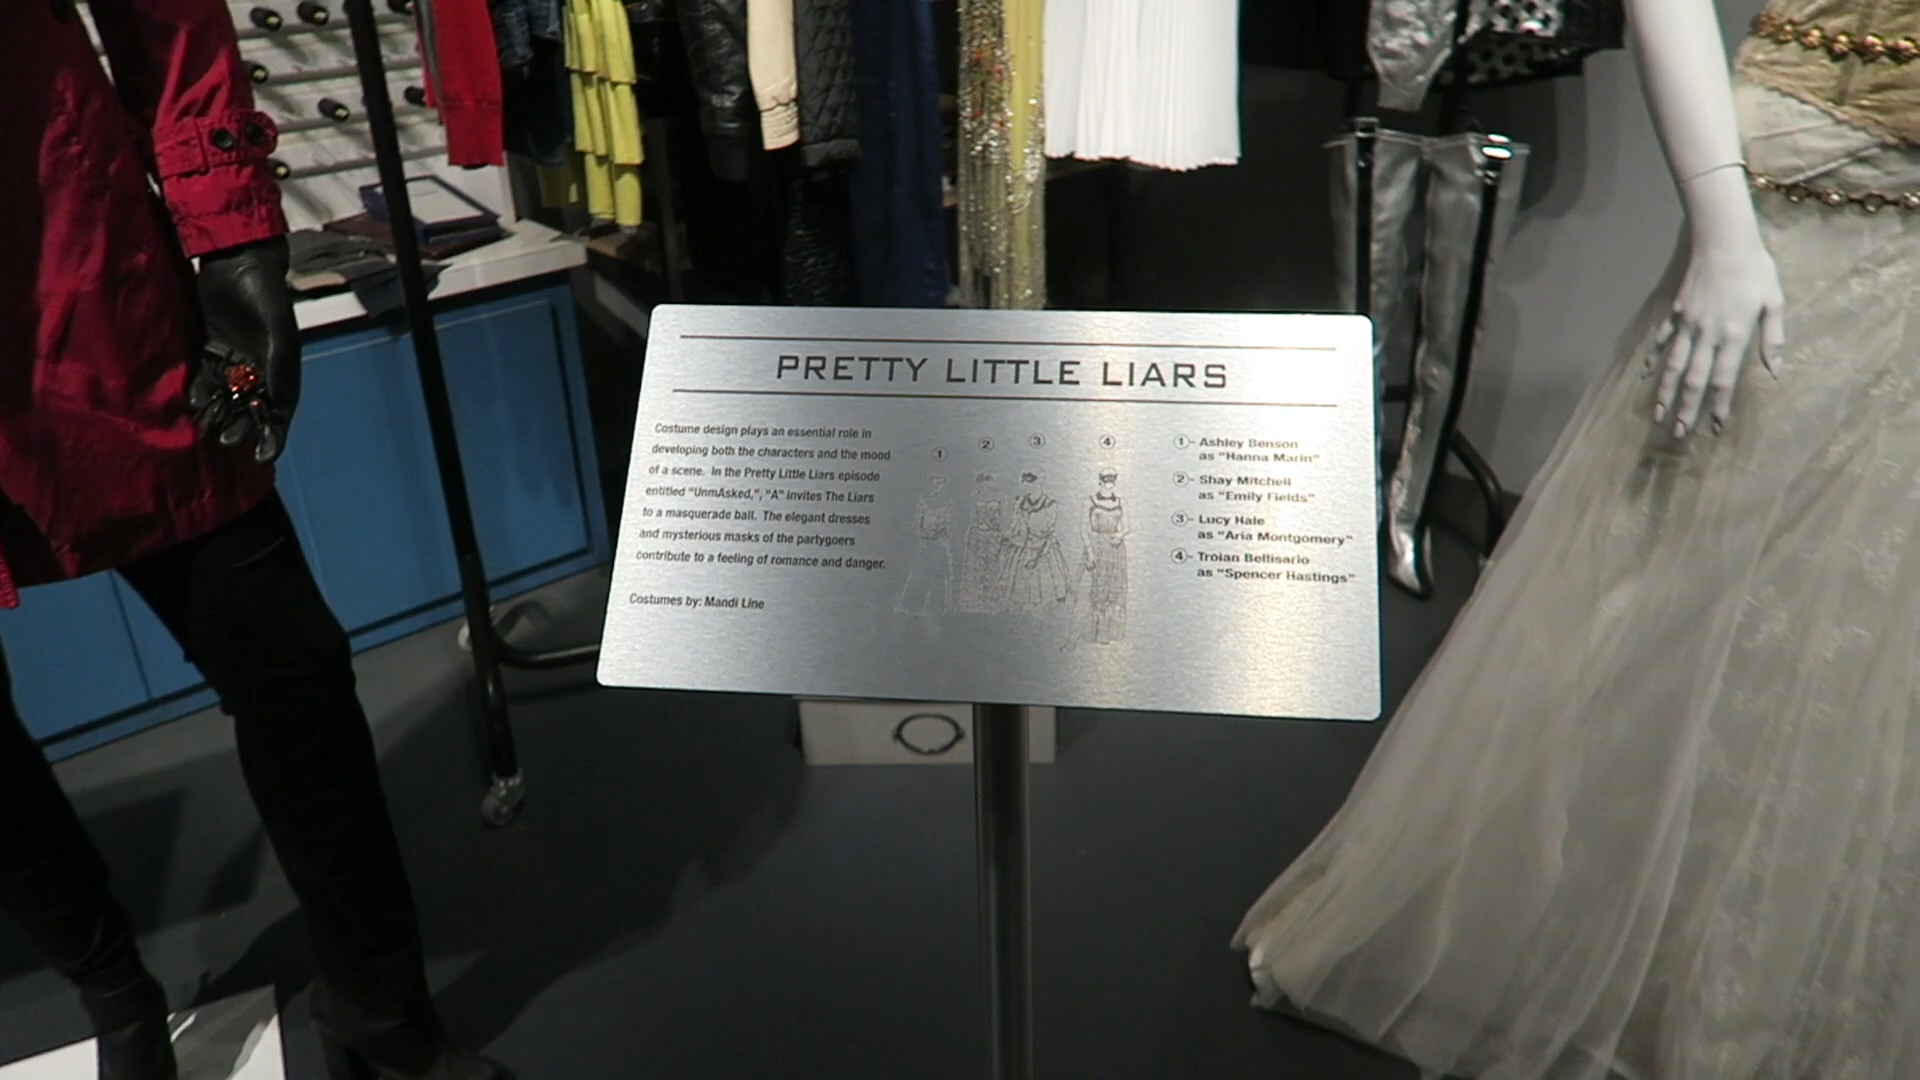 PRETTY LITTLE LIARS
Costume design plays an essential role in
developing both the characters and the mood
of a scene. In the Pretty Little Liars episode
entitled "UnmAsked,", "A" invites The Liars
to a masquerade ball. The elegant dresses
and mysterious masks of the partygoers
contribute to a feeling of romance and danger.
Costumes by: Mandi Line
1
2
3
4
1- Ashley Benson
as "Hanna Marin"
2- Shay Mitchell
as "Emily Fields"
3- Lucy Hale
as "Aria Montgomery"
4- Troian Bellisario
as "Spencer Hastings"